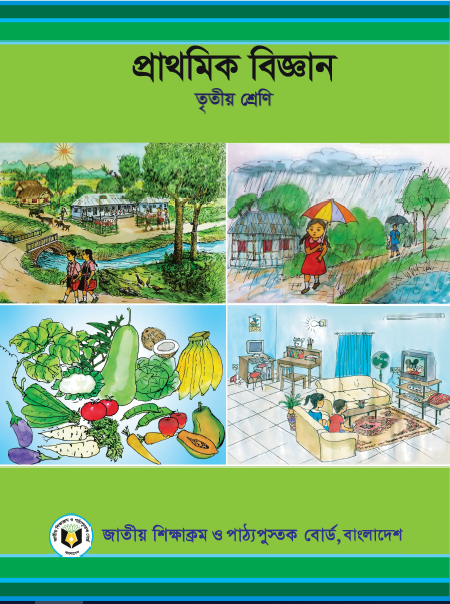 প্রাথমিক বিজ্ঞান
তৃতীয় শ্রেণি
জাতীয় শিক্ষাক্রম ও পাঠ্যপুস্তক বোর্ড, বাংলাদেশ